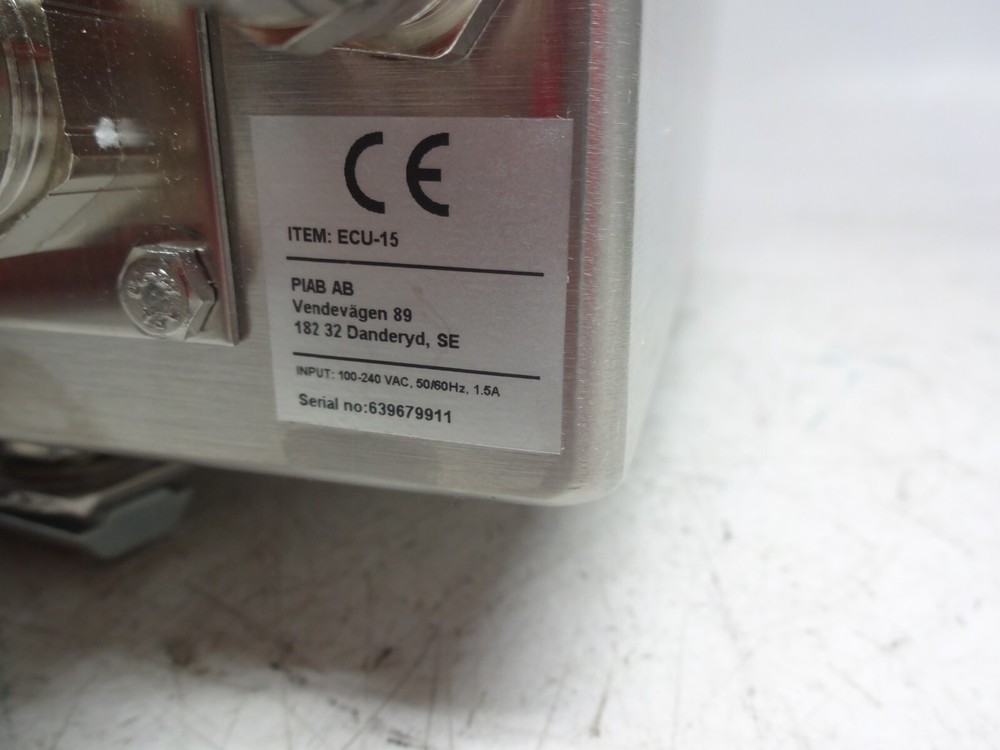 CE
ITEM: ECU-15
PIAB AB
Vendevägen 89
182 32 Danderyd, SE
INPUT: 100-240 VAC, 50/60Hz, 1.5A
Serial no:639679911